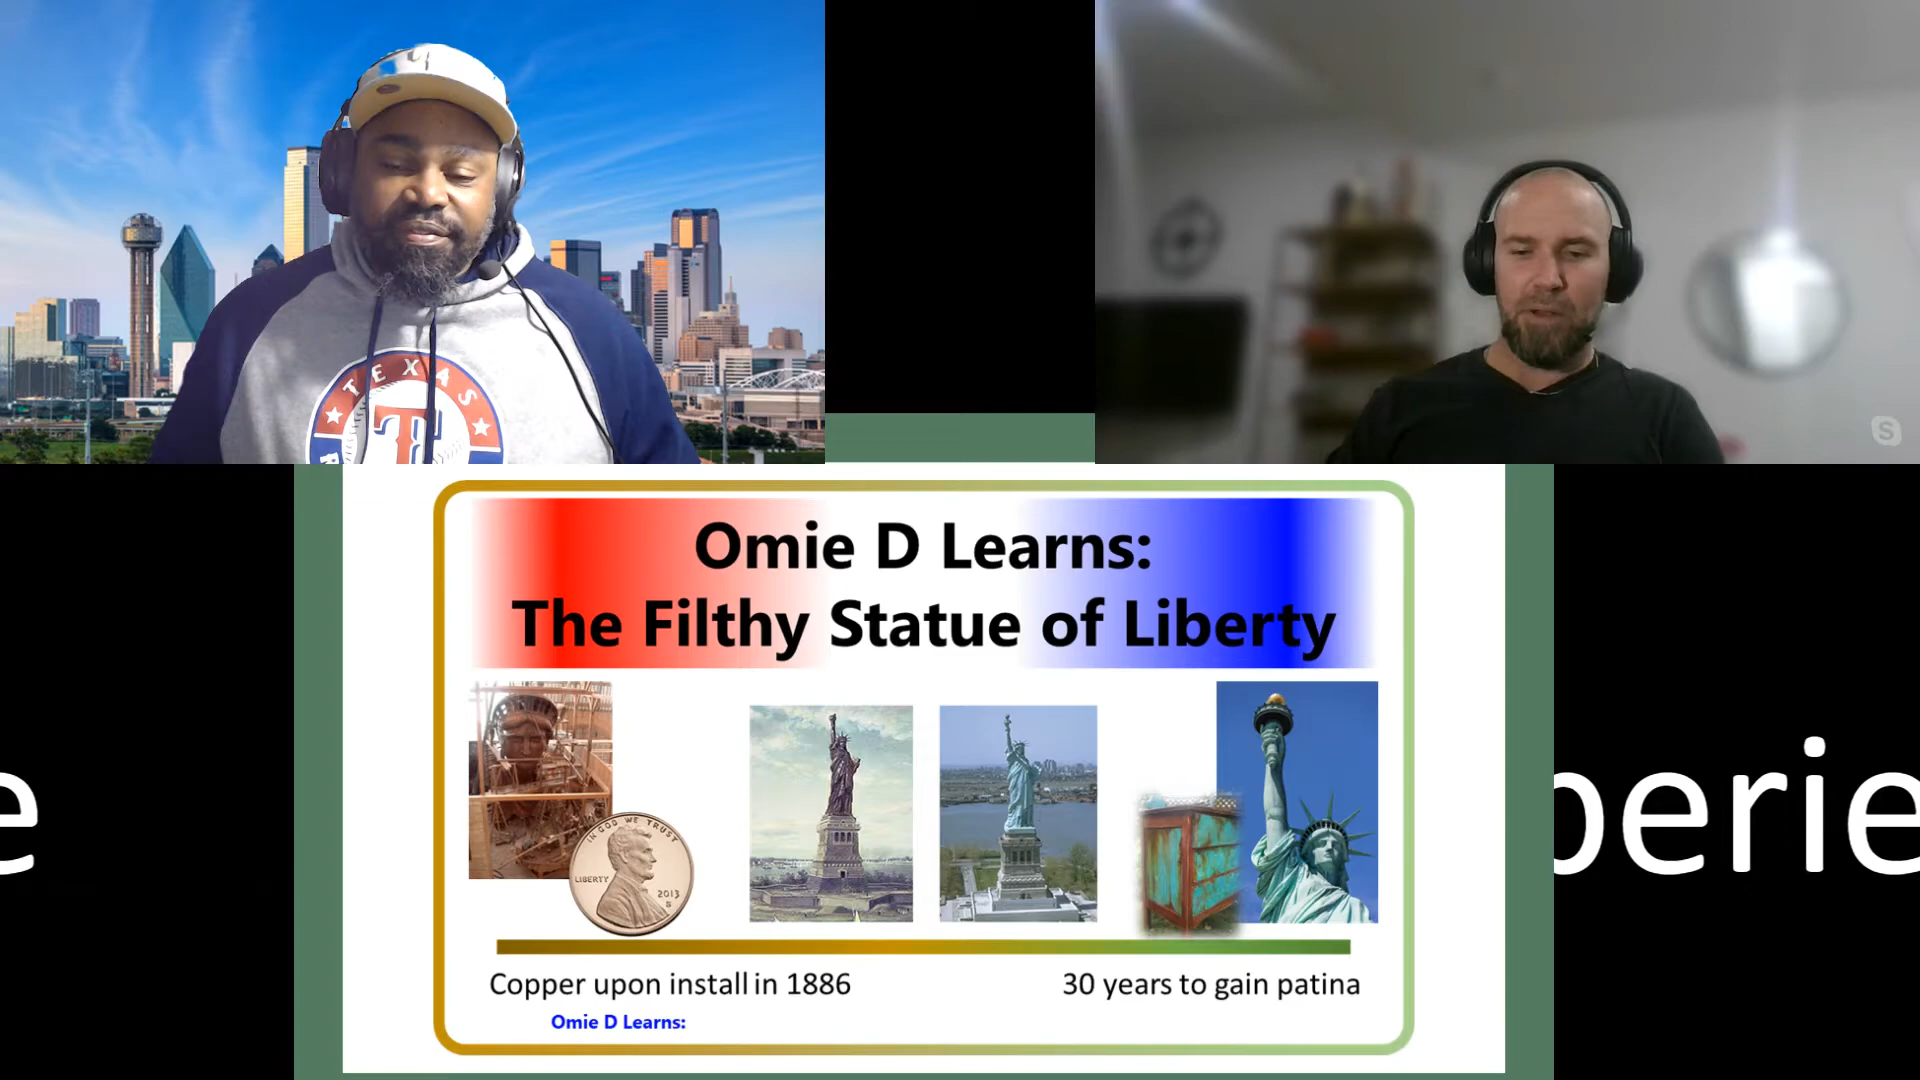 TEXAS
T
Omie D Learns:
The Filthy Statue of Liberty
IN GOD WE TRUST
LIBERTY
2013
S
Copper upon install in 1886
30 years to gain patina
Omie D Learns:
e
perie
S